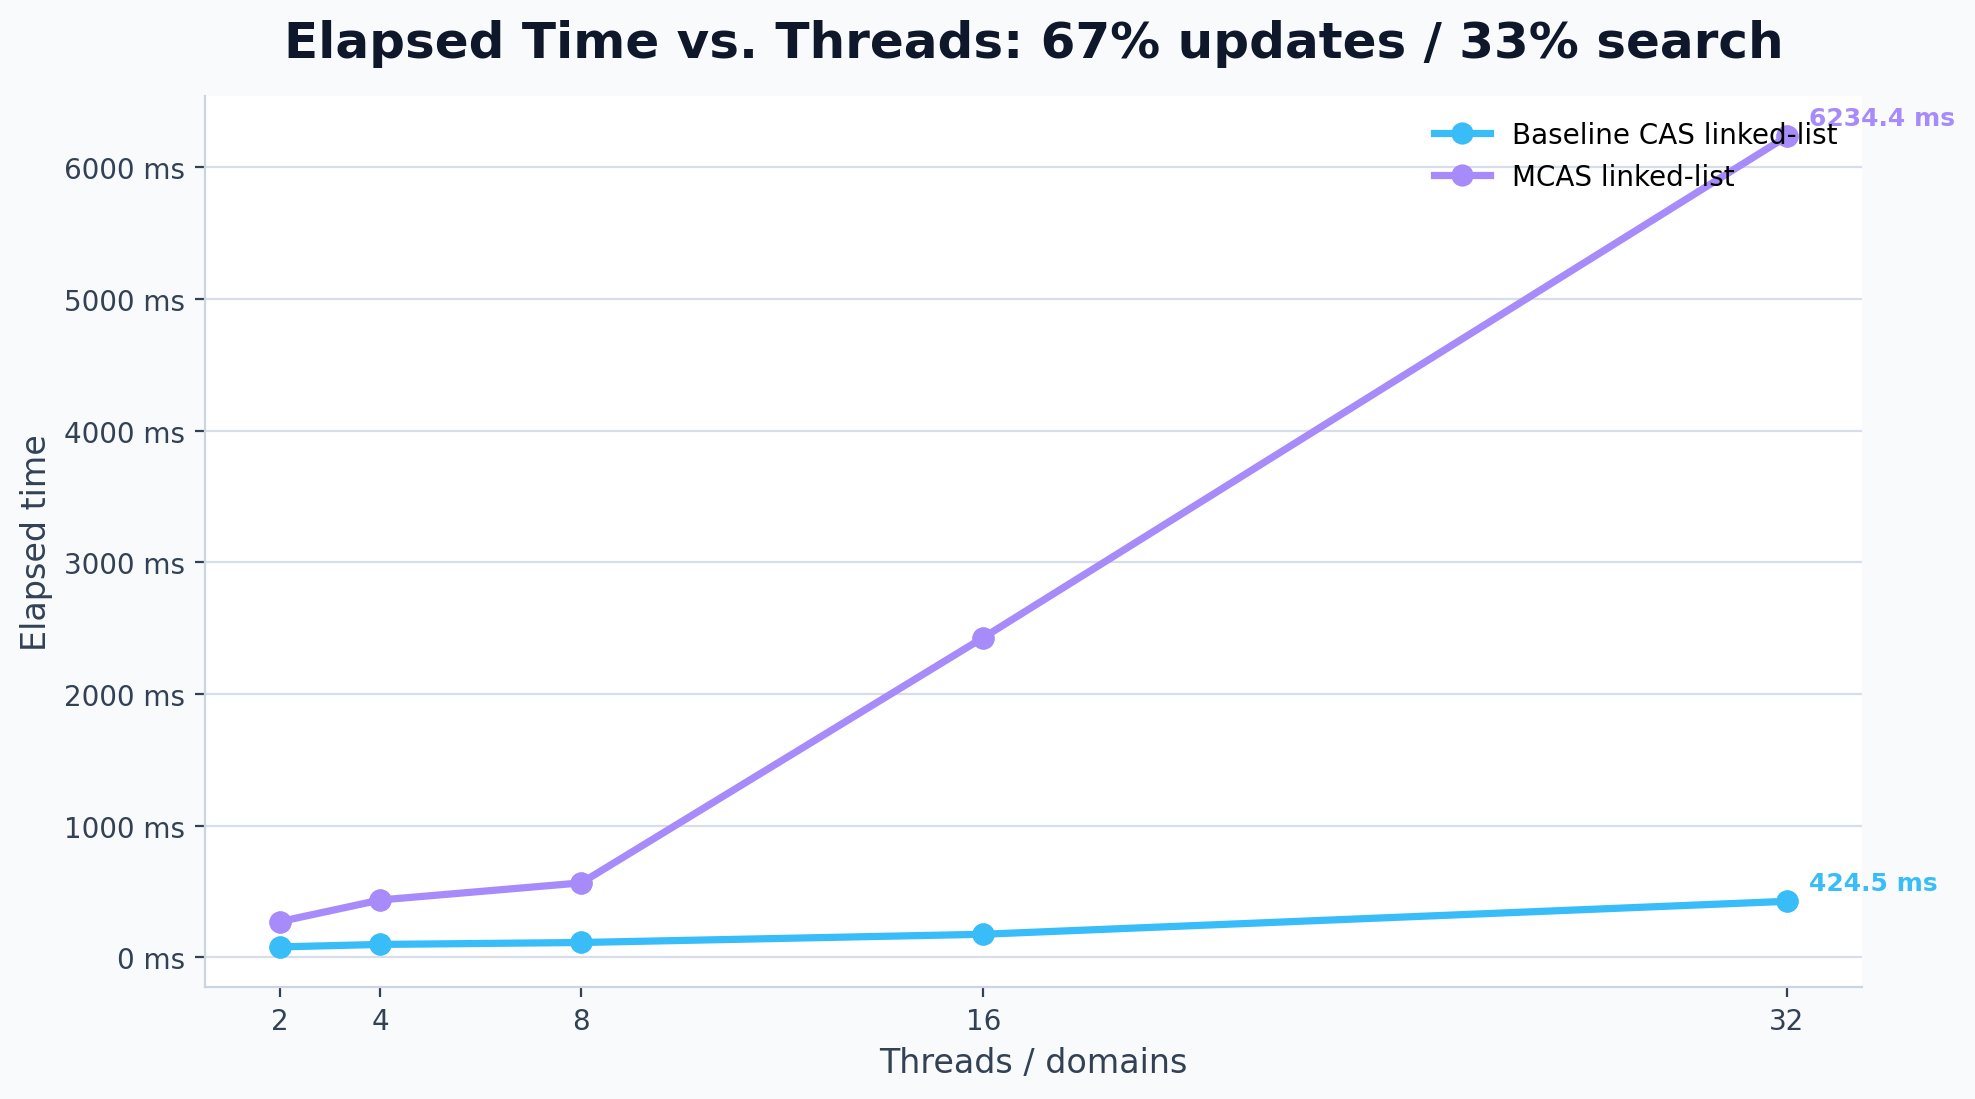 Elapsed Time vs. Threads: 67% updates / 33% search
6234.4 ms
Baseline CAS linked-list
MCAS linked-list
6000 ms
5000 ms
4000 ms
3000 ms
2000 ms
1000 ms
0 ms
Elapsed time
424.5 ms
2 4 8 16 32
Threads / domains